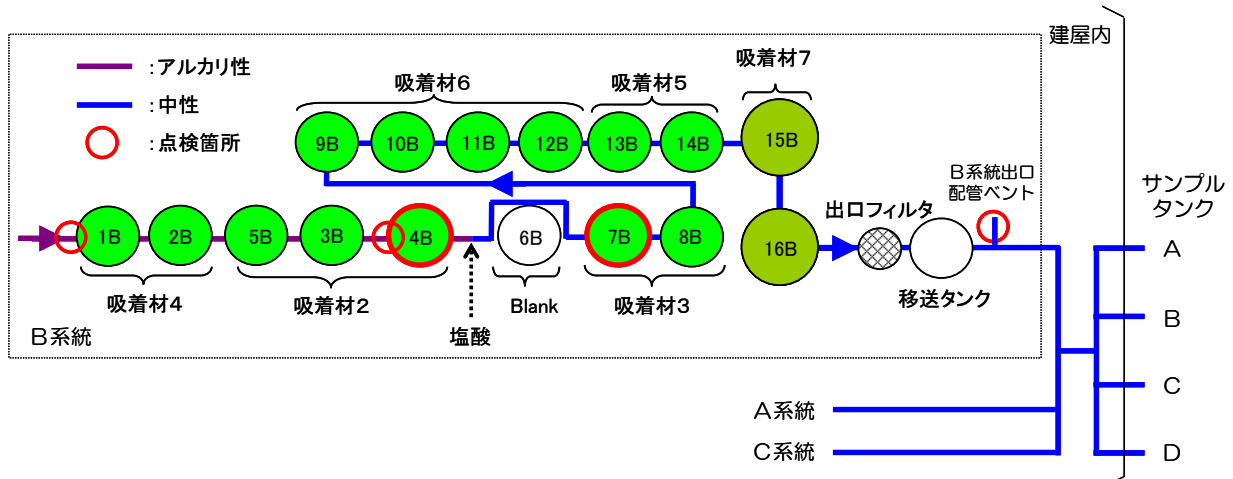 建屋内
：アルカリ性
：中性
：点検箇所
吸着材6
吸着材5
吸着材7
9B
10B
11B
12B
13B
14B
15B
B系統出口
配管ベント
サンプル
タンク
1B
2B
5B
3B
4B
6B
7B
8B
16B
出口フィルタ
移送タンク
吸着材4
吸着材2
塩酸
Blank
吸着材3
B系統
A
B
C
D
A系統
C系統